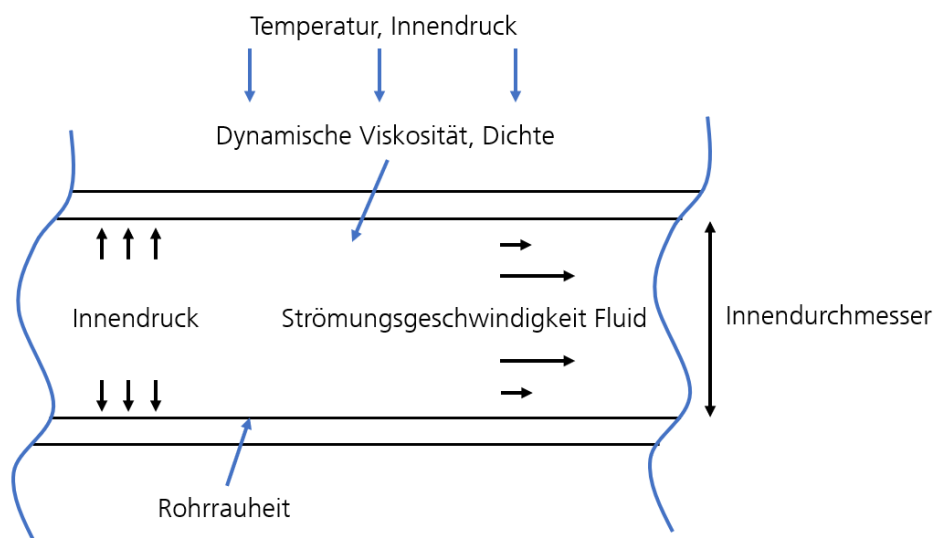 Temperatur, Innendruck
Dynamische Viskosität, Dichte
Innendruck
Strömungsgeschwindigkeit Fluid
Innendurchmesser
Rohrrauheit